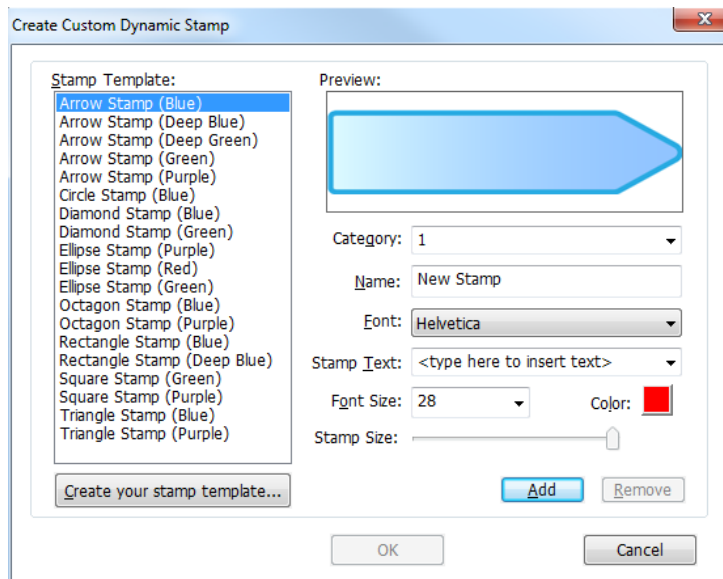 Create Custom Dynamic Stamp
Stamp Template:
Arrow Stamp (Blue)
Arrow Stamp (Deep Blue)
Arrow Stamp (Deep Green)
Arrow Stamp (Green)
Arrow Stamp (Purple)
Circle Stamp (Blue)
Diamond Stamp (Blue)
Diamond Stamp (Green)
Ellipse Stamp (Purple)
Ellipse Stamp (Red)
Ellipse Stamp (Green)
Octagon Stamp (Blue)
Octagon Stamp (Purple)
Rectangle Stamp (Blue)
Rectangle Stamp (Deep Blue)
Square Stamp (Green)
Square Stamp (Purple)
Triangle Stamp (Blue)
Triangle Stamp (Purple)
Create your stamp template...
Preview:
Category: 1
Name: New Stamp
Font: Helvetica
Stamp Text: <type here to insert text>
Font Size: 28 Color:
Stamp Size:
Add Remove
OK Cancel